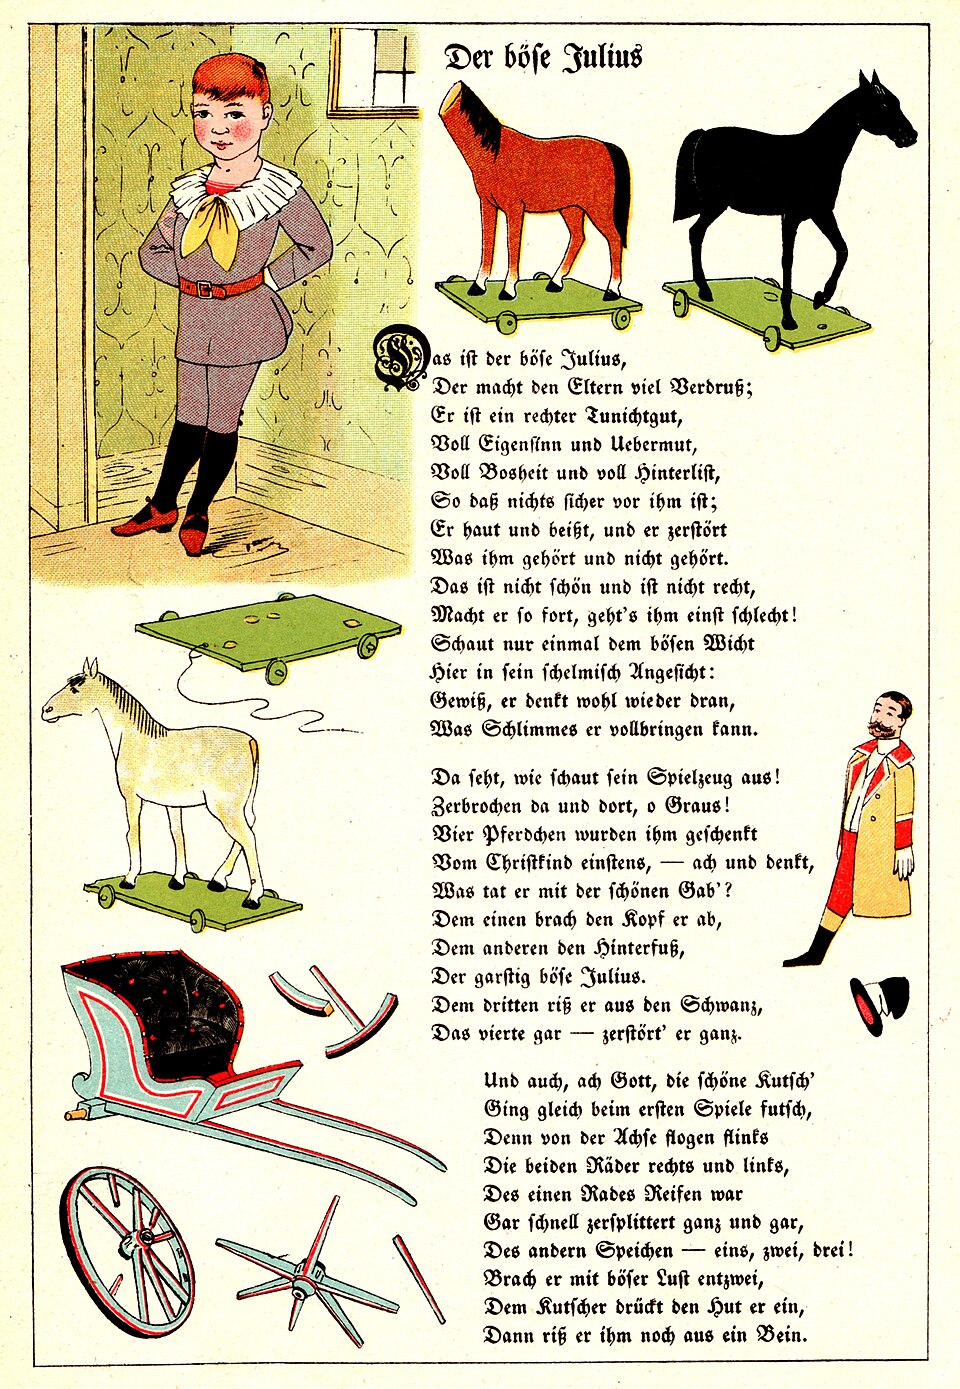 Der böse Julius
Das ist der böse Julius,
Der macht den Eltern viel Verdruß;
Er ist ein rechter Tunichtgut,
Voll Eigensinn und Uebermut,
Voll Bosheit und voll Hinterlist,
So daß nichts sicher vor ihm ist;
Er haut und beißt, und er zerstört
Was ihm gehört und nicht gehört.
Das ist nicht schön und ist nicht recht,
Macht er so fort, geht's ihm einst schlecht!
Schaut nur einmal dem bösen Wicht
Hier in sein schelmisch Angesicht:
Gewiß, er denkt wohl wieder dran,
Was Schlimmes er vollbringen kann.
Da seht, wie schaut sein Spielzeug aus!
Zerbrochen da und dort, o Graus!
Vier Pferdchen wurden ihm geschenkt
Vom Christkind einstens, — ach und denkt,
Was tat er mit der schönen Gab'?
Dem einen brach den Kopf er ab,
Dem anderen den Hinterfuß,
Der garstig böse Julius.
Dem dritten riß er aus den Schwanz,
Das vierte gar — zerstört' er ganz.
Und auch, ach Gott, die schöne Kutsch'
Ging gleich beim ersten Spiele futsch,
Denn von der Achse flogen flinks
Die beiden Räder rechts und links,
Des einen Rades Reifen war
Gar schnell zersplittert ganz und gar,
Des andern Speichen — eins, zwei, drei!
Brach er mit böser Lust entzwei,
Dem Kutscher drückt den Hut er ein,
Dann riß er ihm noch aus ein Bein.